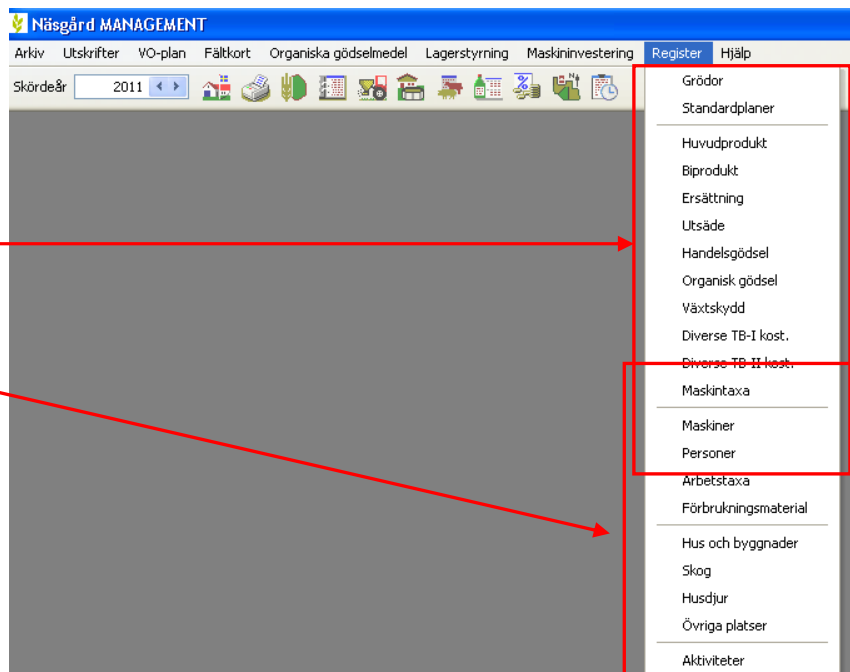 Näsgård MANAGEMENT
Arkiv Utskrifter VO-plan Fältkort Organiska gödselmedel Lagerstyrning Maskininvestering Register Hjälp
Skördeår 2011
Grödor
Standardplaner
Huvudprodukt
Biprodukt
Ersättning
Utsäde
Handelsgödsel
Organisk gödsel
Växtskydd
Diverse TB-I kost.
Diverse TB-II kost.
Maskintaxa
Maskiner
Personer
Arbetstaxa
Förbrukningsmaterial
Hus och byggnader
Skog
Husdjur
Övriga platser
Aktiviteter